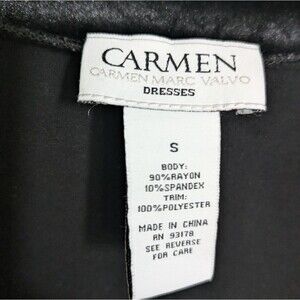 CARMEN
CARMEN MARC VALVO
DRESSES
S
BODY:
90%RAYON
10%SPANDEX
TRIM:
100%POLYESTER
MADE IN CHINA
RN 93178
SEE REVERSE
FOR CARE